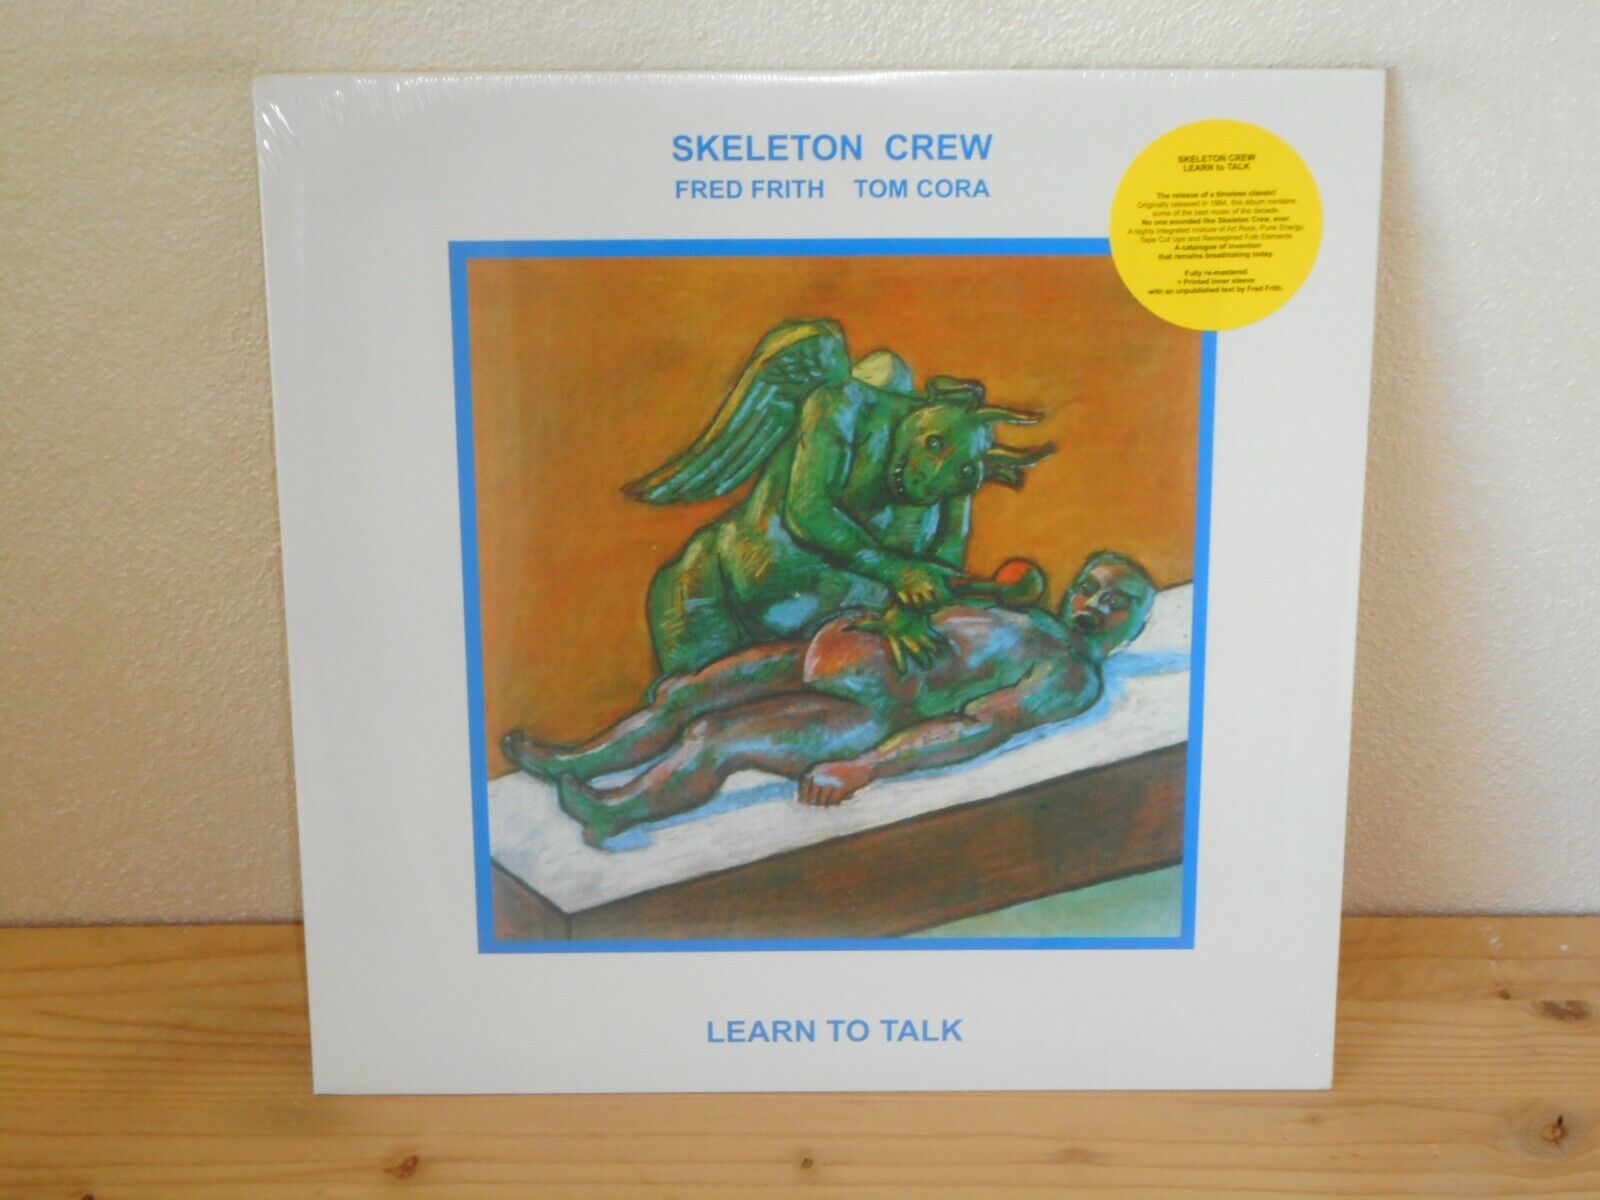 SKELETON CREW
FRED FRITH TOM CORA
SKELETON CREW
LEARN to TALK
The reissue of a timeless classic!
Originally released in 1984, this album contains
some of the best music of the decade.
No one sounded like Skeleton Crew, ever.
A highly integrated mixture of Art Rock, Punk Energy,
Tape Cut Ups and Reimagined Folk Elements
A catalogue of invention
that remains breathtaking today.
Fully re-mastered
+ Printed inner sleeve
with an unpublished text by Fred Frith.
LEARN TO TALK